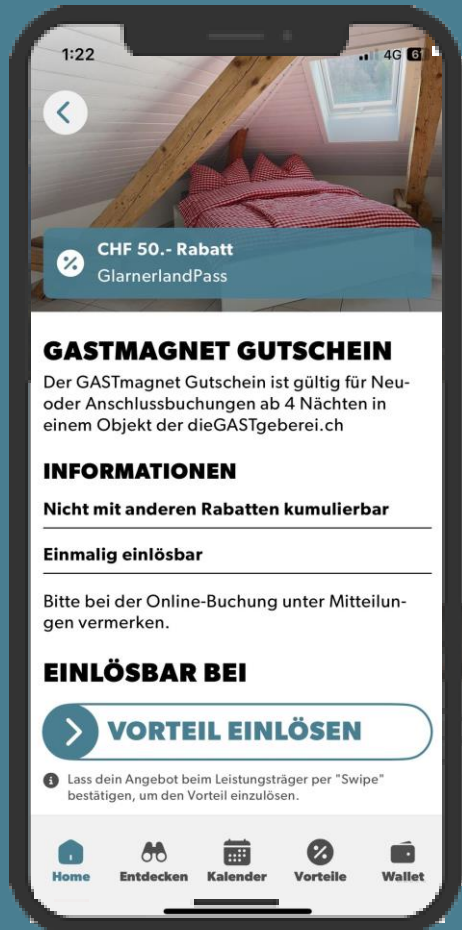 1:22
4G 6
CHF 50.- Rabatt
GlarnerlandPass
GASTMAGNET GUTSCHEIN
Der GASTmagnet Gutschein ist gültig für Neu-
oder Anschlussbuchungen ab 4 Nächten in
einem Objekt der dieGASTgeberei.ch
INFORMATIONEN
Nicht mit anderen Rabatten kumulierbar
Einmalig einlösbar
Bitte bei der Online-Buchung unter Mitteilun-
gen vermerken.
EINLÖSBAR BEI
VORTEIL EINLÖSEN
Lass dein Angebot beim Leistungsträger per "Swipe"
bestätigen, um den Vorteil einzulösen.
Home Entdecken Kalender Vorteile Wallet